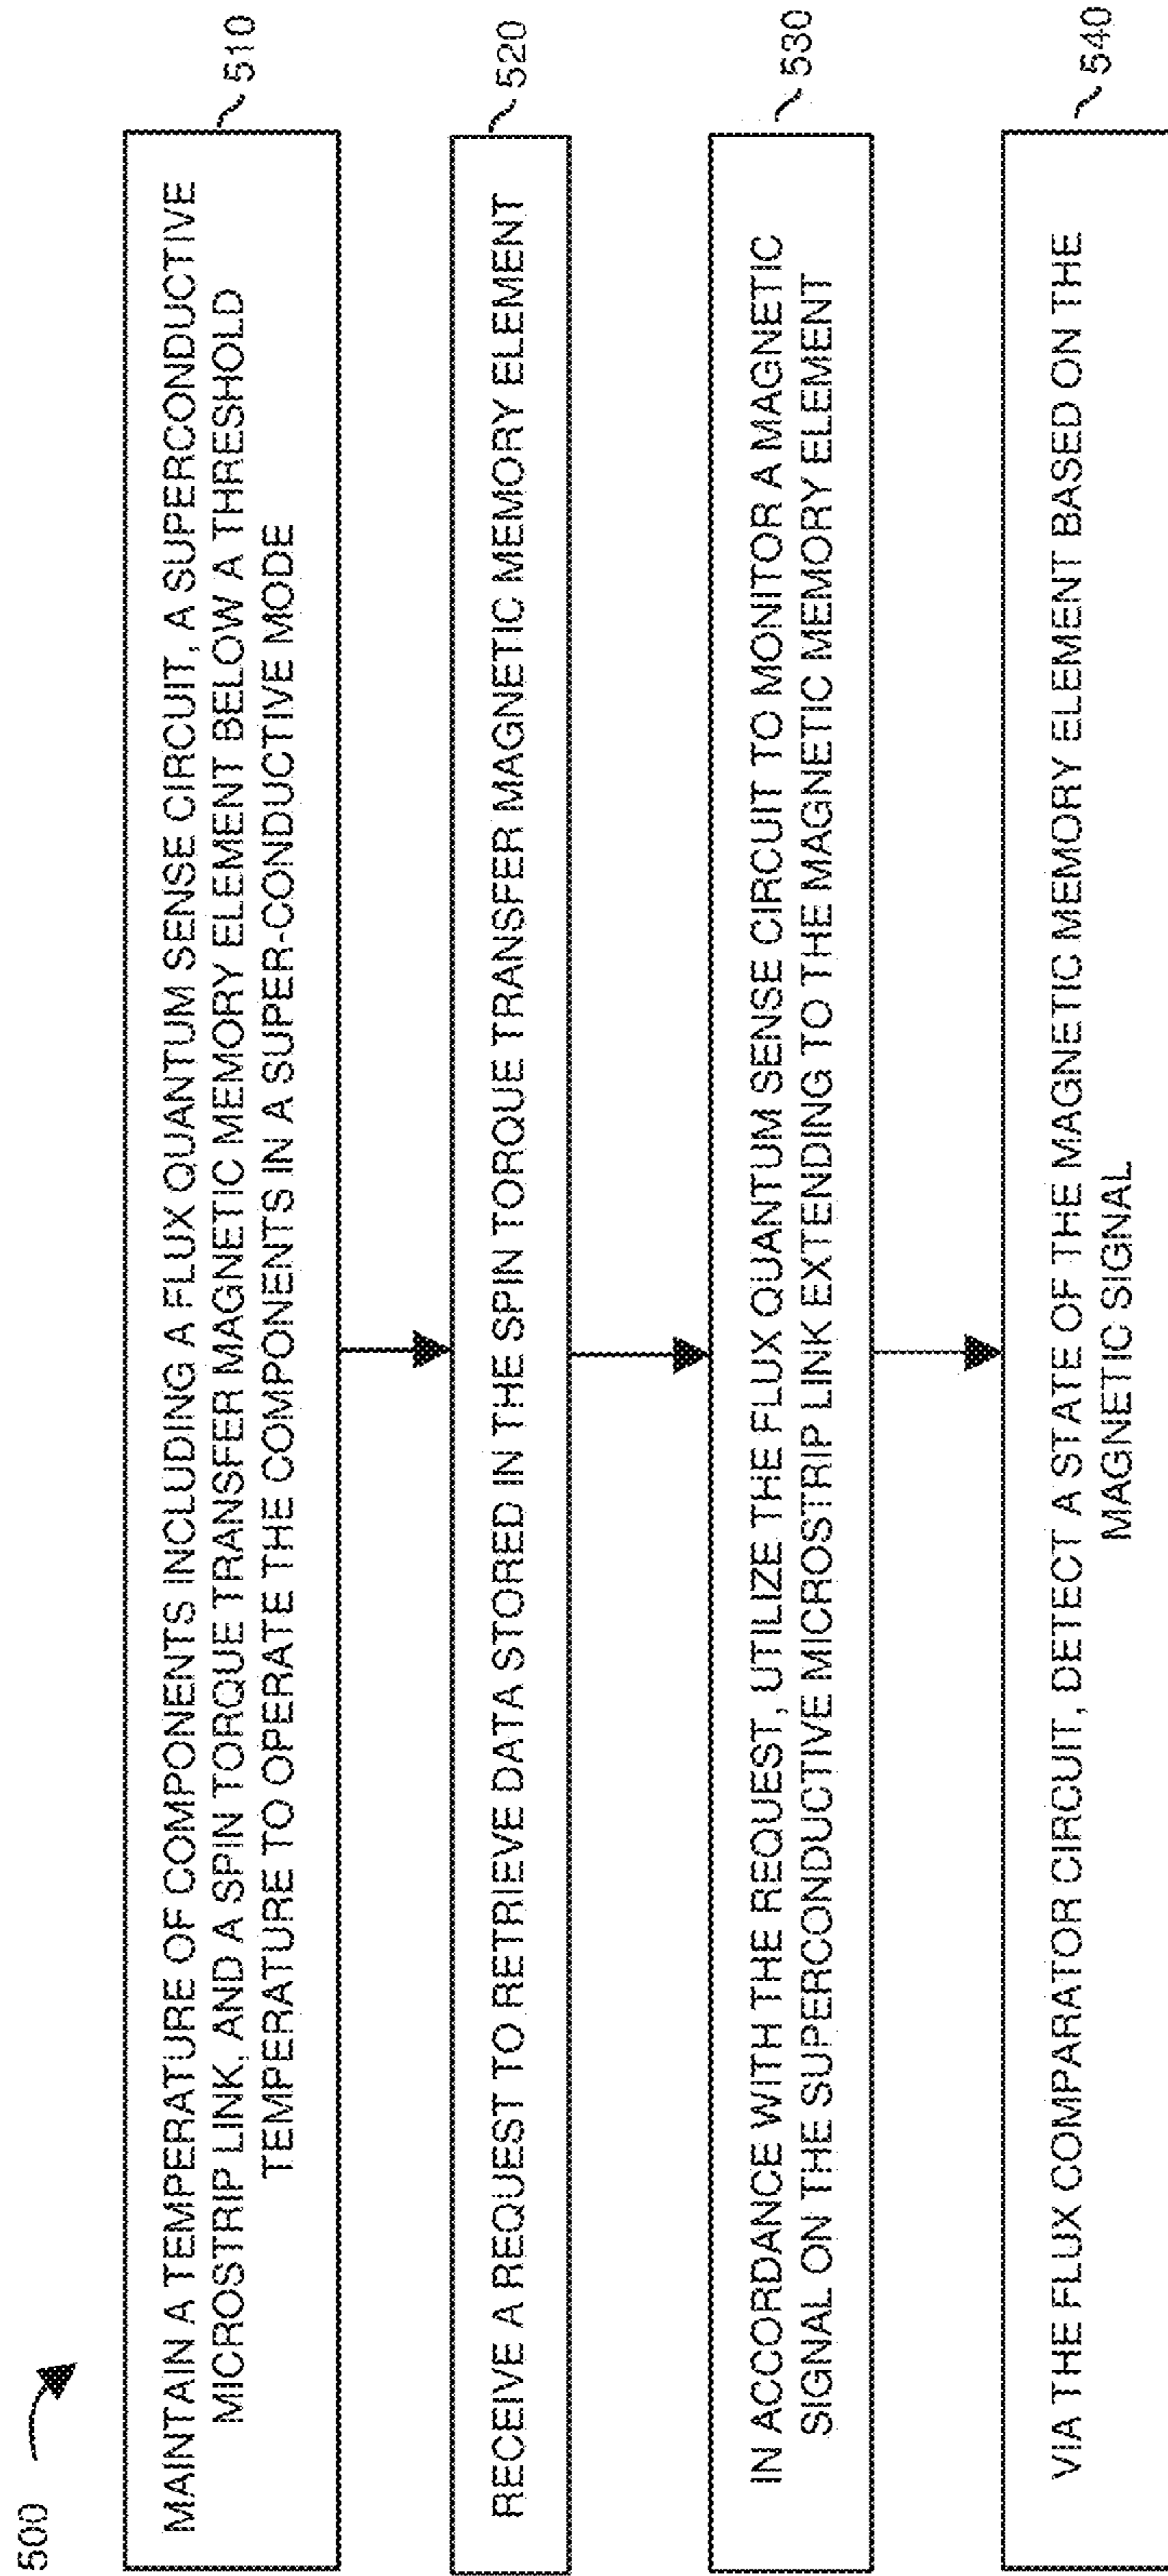 500
MAINTAIN A TEMPERATURE OF COMPONENTS INCLUDING A FLUX QUANTUM SENSE CIRCUIT, A SUPERCONDUCTIVE
MICROSTRIP LINK, AND A SPIN TORQUE TRANSFER MAGNETIC MEMORY ELEMENT BELOW A THRESHOLD
TEMPERATURE TO OPERATE THE COMPONENTS IN A SUPER-CONDUCTIVE MODE
510
RECEIVE A REQUEST TO RETRIEVE DATA STORED IN THE SPIN TORQUE TRANSFER MAGNETIC MEMORY ELEMENT
520
IN ACCORDANCE WITH THE REQUEST, UTILIZE THE FLUX QUANTUM SENSE CIRCUIT TO MONITOR A MAGNETIC
SIGNAL ON THE SUPERCONDUCTIVE MICROSTRIP LINK EXTENDING TO THE MAGNETIC MEMORY ELEMENT
530
VIA THE FLUX COMPARATOR CIRCUIT, DETECT A STATE OF THE MAGNETIC MEMORY ELEMENT BASED ON THE
MAGNETIC SIGNAL
540